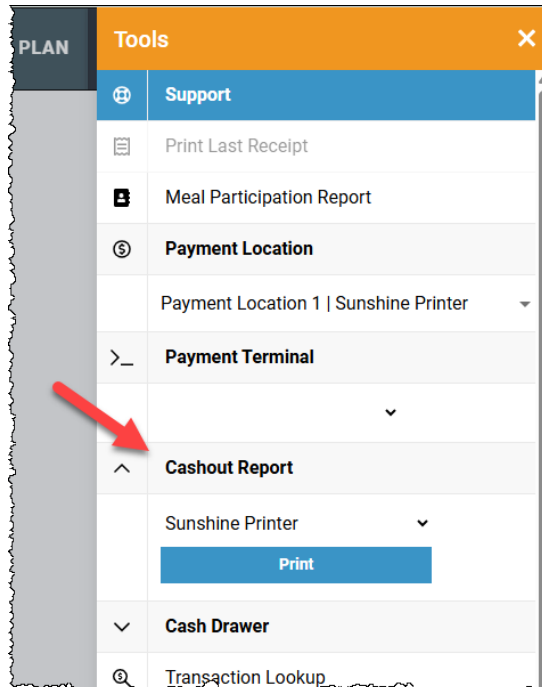 PLAN
Tools
Support
Print Last Receipt
Meal Participation Report
Payment Location
Payment Location 1 | Sunshine Printer
Payment Terminal
Cashout Report
Sunshine Printer
Print
Cash Drawer
Transaction Lookup